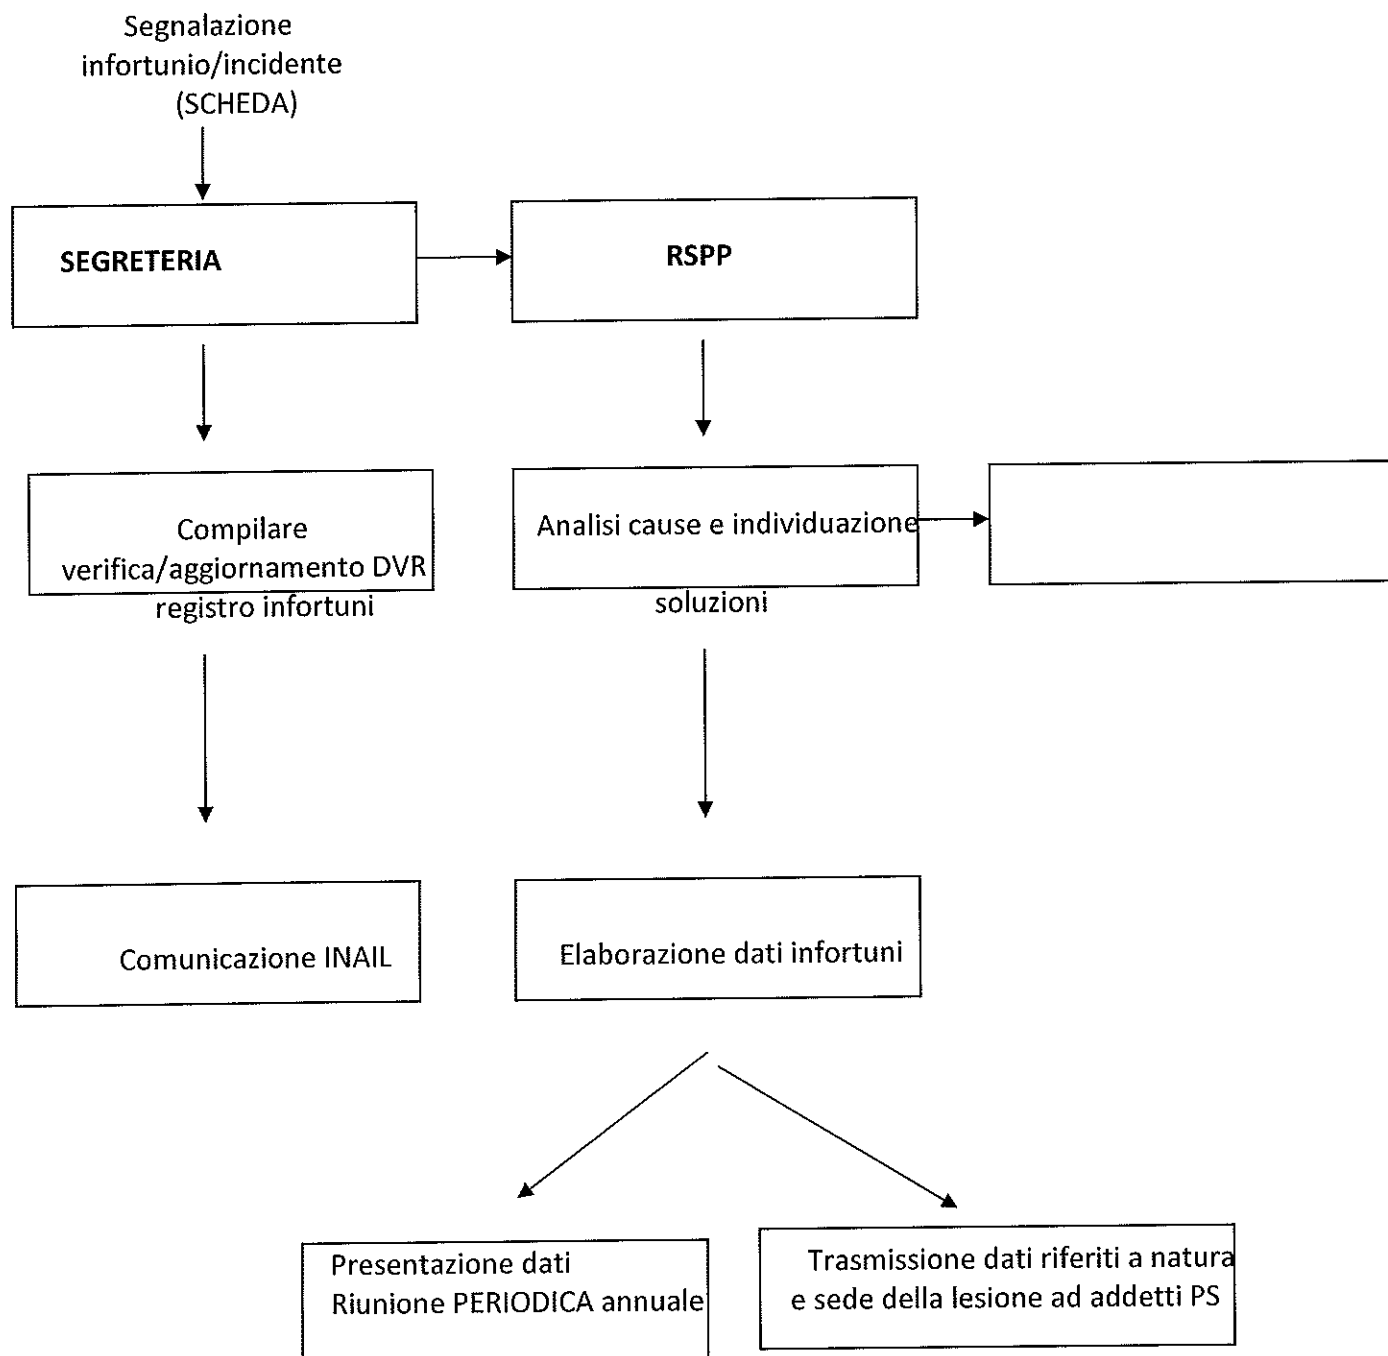 Segnalazione
infortunio/incidente
(SCHEDA)
SEGRETERIA
RSPP
Compilare
verifica/aggiornamento DVR
registro infortuni
Analisi cause e individuazione
soluzioni
Comunicazione INAIL
Elaborazione dati infortuni
Presentazione dati
Riunione PERIODICA annuale
Trasmissione dati riferiti a natura
e sede della lesione ad addetti PS